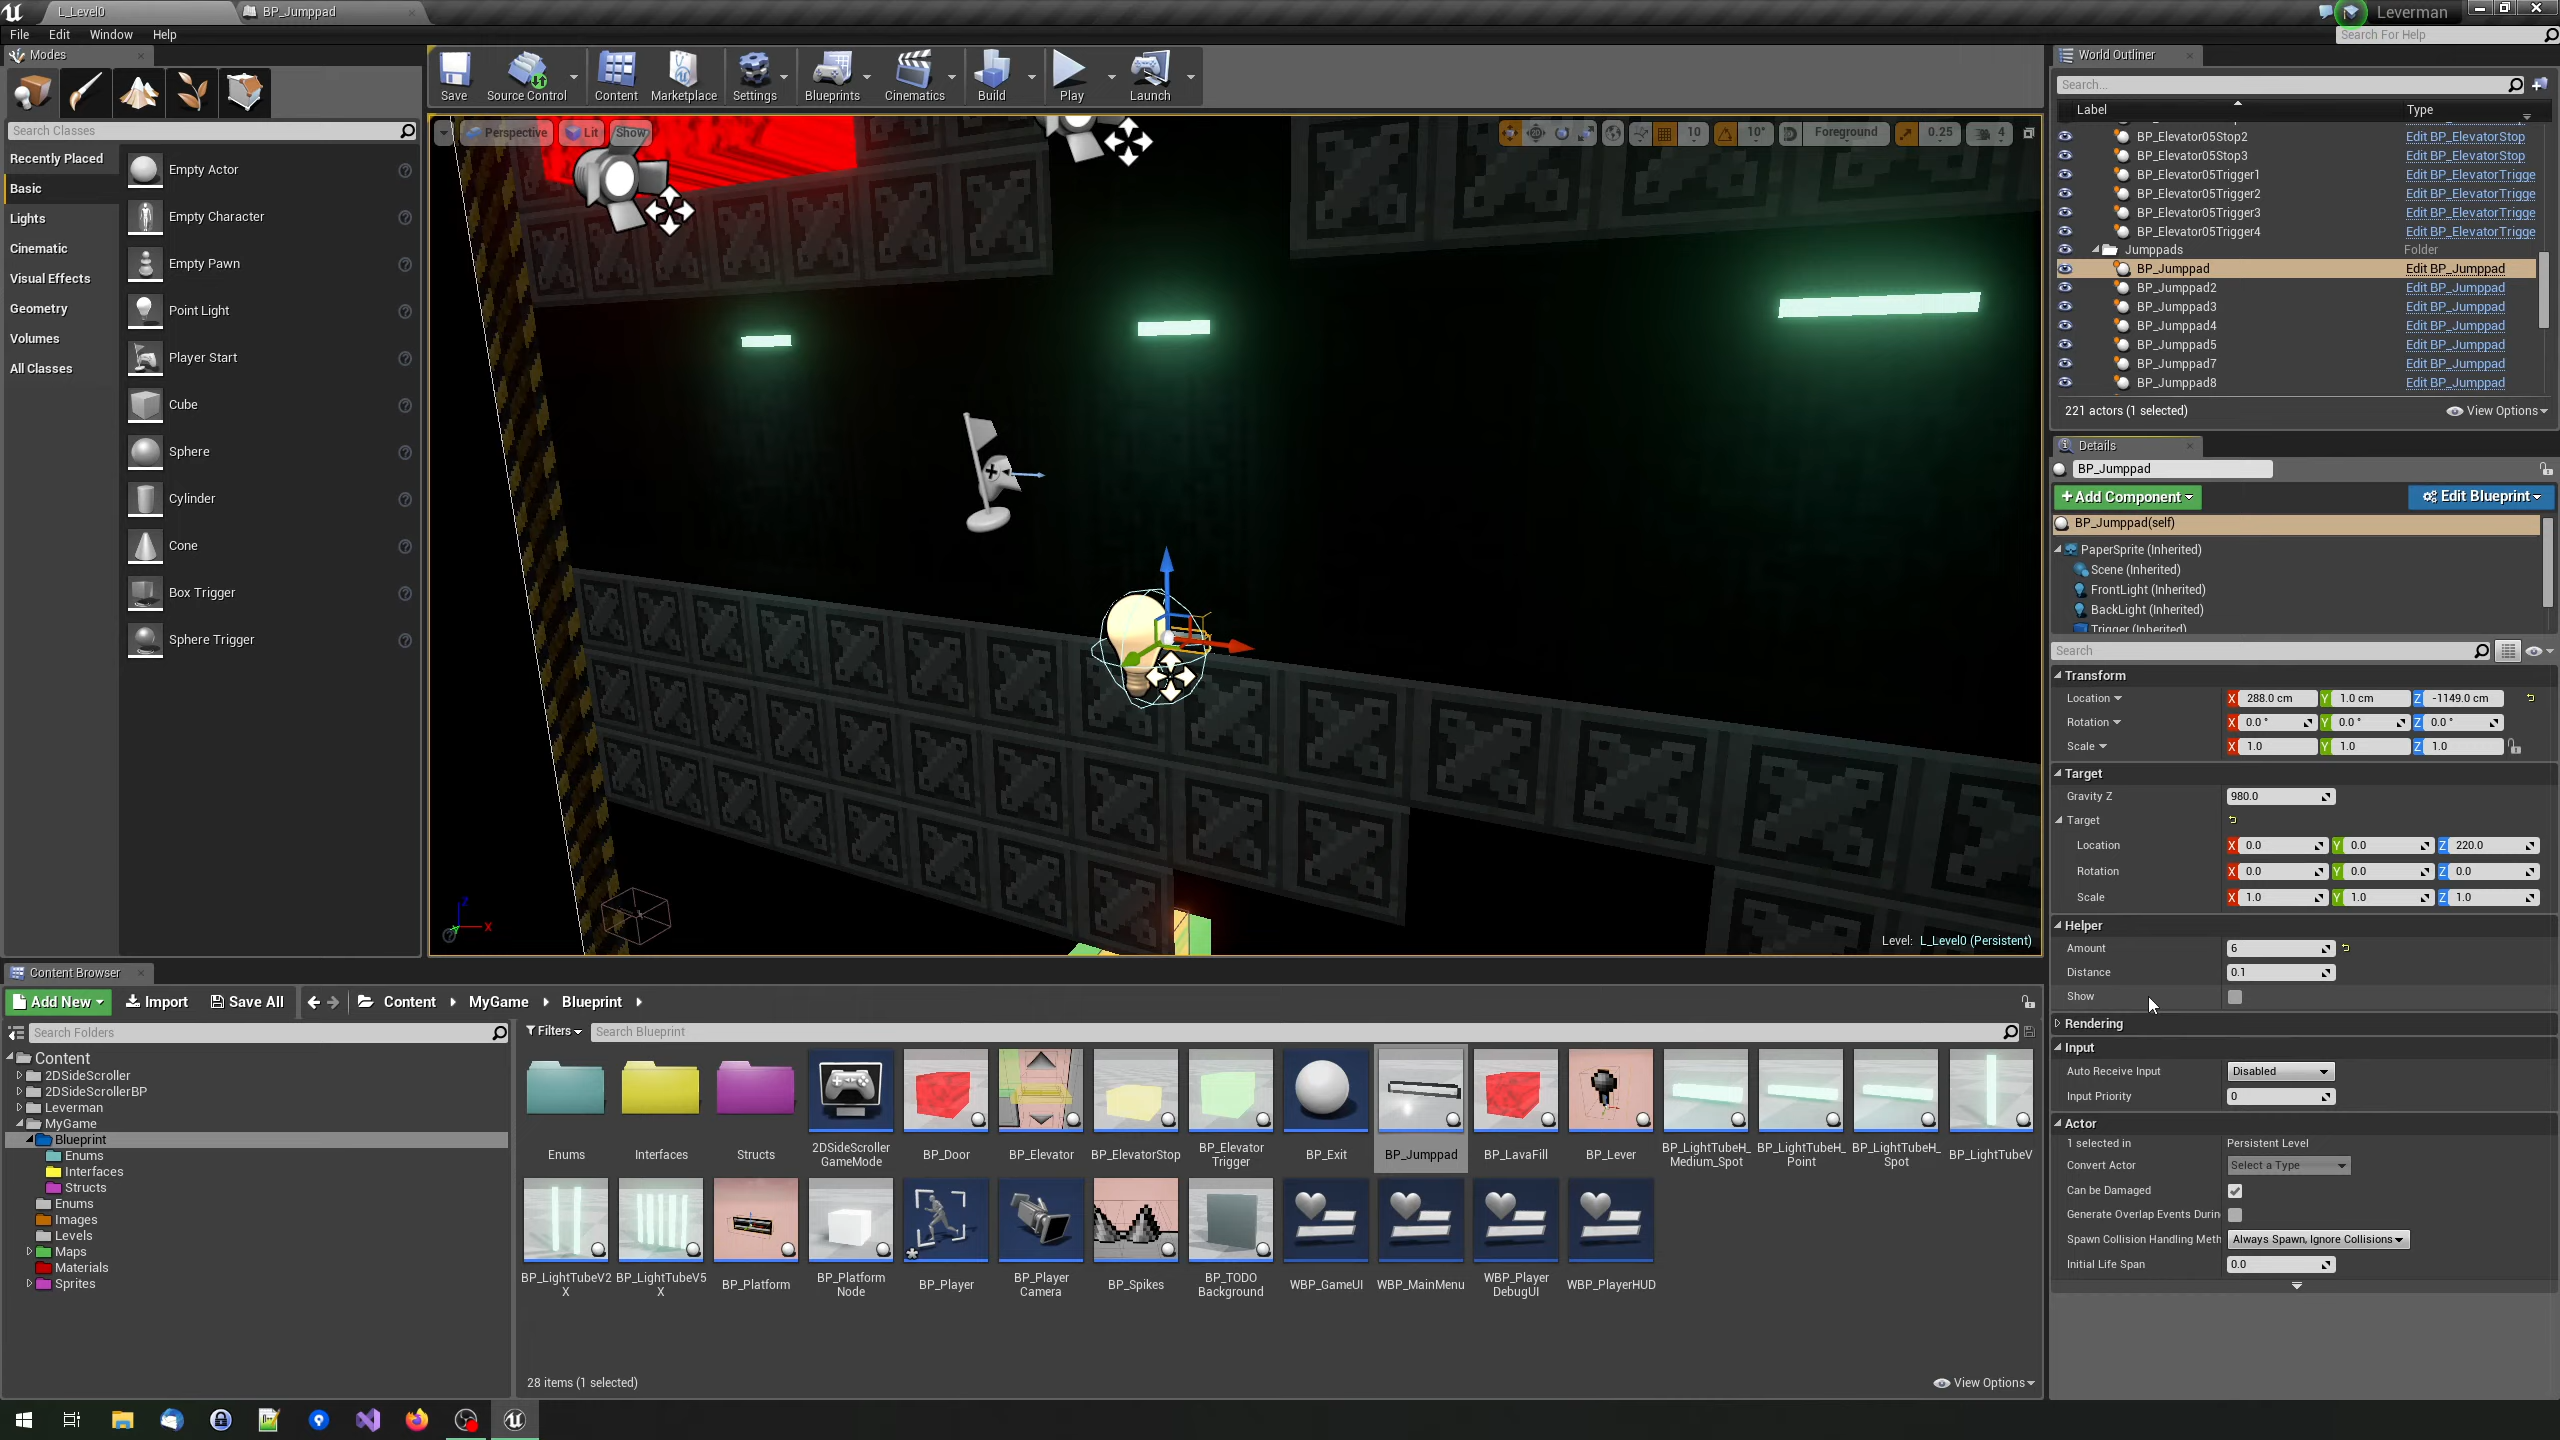 L_Level0
BP_Jumppad
Leverman
File Edit Window Help
Search For Help
Modes
Search Classes
Recently Placed
Basic
Lights
Cinematic
Visual Effects
Geometry
Volumes
All Classes
Empty Actor
Empty Character
Empty Pawn
Point Light
Player Start
Cube
Sphere
Cylinder
Cone
Box Trigger
Sphere Trigger
Save Source Control Content Marketplace Settings Blueprints Cinematics Build Play Launch
Perspective Lit Show
10 10° Foreground 0.25 4
Z X
Level: L_Level0 (Persistent)
World Outliner
Search...
Label Type
BP_Elevator05Stop2 Edit BP_ElevatorStop
BP_Elevator05Stop3 Edit BP_ElevatorStop
BP_Elevator05Trigger1 Edit BP_ElevatorTrigge
BP_Elevator05Trigger2 Edit BP_ElevatorTrigge
BP_Elevator05Trigger3 Edit BP_ElevatorTrigge
BP_Elevator05Trigger4 Edit BP_ElevatorTrigge
Jumppads Folder
BP_Jumppad Edit BP_Jumppad
BP_Jumppad2 Edit BP_Jumppad
BP_Jumppad3 Edit BP_Jumppad
BP_Jumppad4 Edit BP_Jumppad
BP_Jumppad5 Edit BP_Jumppad
BP_Jumppad7 Edit BP_Jumppad
BP_Jumppad8 Edit BP_Jumppad
221 actors (1 selected) View Options
Details
BP_Jumppad
+Add Component Edit Blueprint
BP_Jumppad(self)
PaperSprite (Inherited)
Scene (Inherited)
FrontLight (Inherited)
BackLight (Inherited)
Trigger (Inherited)
Search
Transform
Location X 288.0 cm Y 1.0 cm Z -1149.0 cm
Rotation X 0.0 ° Y 0.0 ° Z 0.0 °
Scale X 1.0 Y 1.0 Z 1.0
Target
Gravity Z 980.0
Target
Location X 0.0 Y 0.0 Z 220.0
Rotation X 0.0 Y 0.0 Z 0.0
Scale X 1.0 Y 1.0 Z 1.0
Helper
Amount 6
Distance 0.1
Show
Rendering
Input
Auto Receive Input Disabled
Input Priority 0
Actor
1 selected in Persistent Level
Convert Actor Select a Type
Can be Damaged
Generate Overlap Events Durin
Spawn Collision Handling Meth Always Spawn, Ignore Collisions
Initial Life Span 0.0
Content Browser
Add New Import Save All Content MyGame Blueprint
Search Folders
Content
2DSideScroller
2DSideScrollerBP
Leverman
MyGame
Blueprint
Enums
Interfaces
Structs
Enums
Images
Levels
Maps
Materials
Sprites
Filters Search Blueprint
Enums Interfaces Structs 2DSideScroller GameMode BP_Door BP_Elevator BP_ElevatorStop BP_Elevator Trigger BP_Exit BP_Jumppad BP_LavaFill BP_Lever BP_LightTubeH_Medium_Spot BP_LightTubeH_Point BP_LightTubeH_Spot BP_LightTubeV
BP_LightTubeV2X BP_LightTubeV5X BP_Platform BP_Platform Node BP_Player BP_Player Camera BP_Spikes BP_TODO Background WBP_GameUI WBP_MainMenu WBP_Player DebugUI WBP_PlayerHUD
28 items (1 selected) View Options